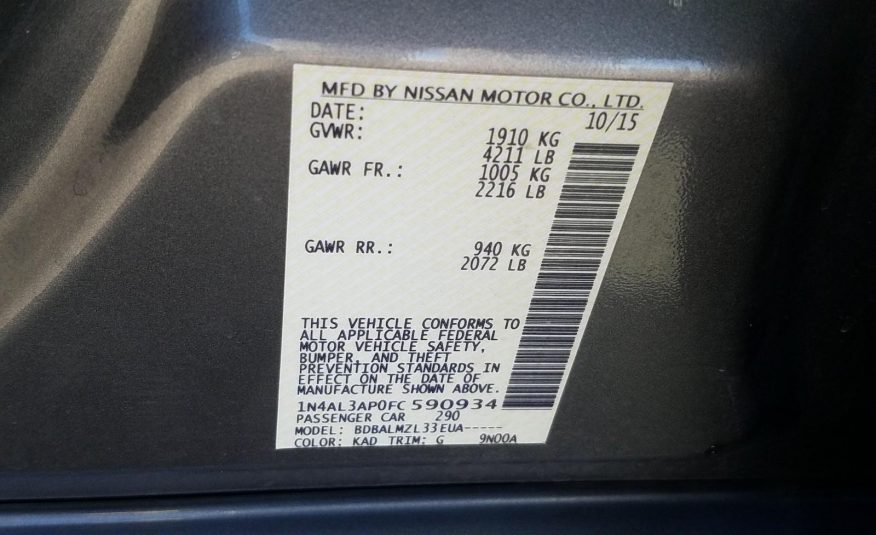 MFD BY NISSAN MOTOR CO., LTD.
DATE: 10/15
GVWR: 1910 KG
4211 LB
GAWR FR.: 1005 KG
2216 LB
GAWR RR.: 940 KG
2072 LB
THIS VEHICLE CONFORMS TO
ALL APPLICABLE FEDERAL
MOTOR VEHICLE SAFETY,
BUMPER, AND THEFT
PREVENTION STANDARDS IN
EFFECT ON THE DATE OF
MANUFACTURE SHOWN ABOVE.
1N4AL3AP0FC590934
PASSENGER CAR 290
MODEL: BDBALMZL33EUA-----
COLOR: KAD TRIM: G 9N00A